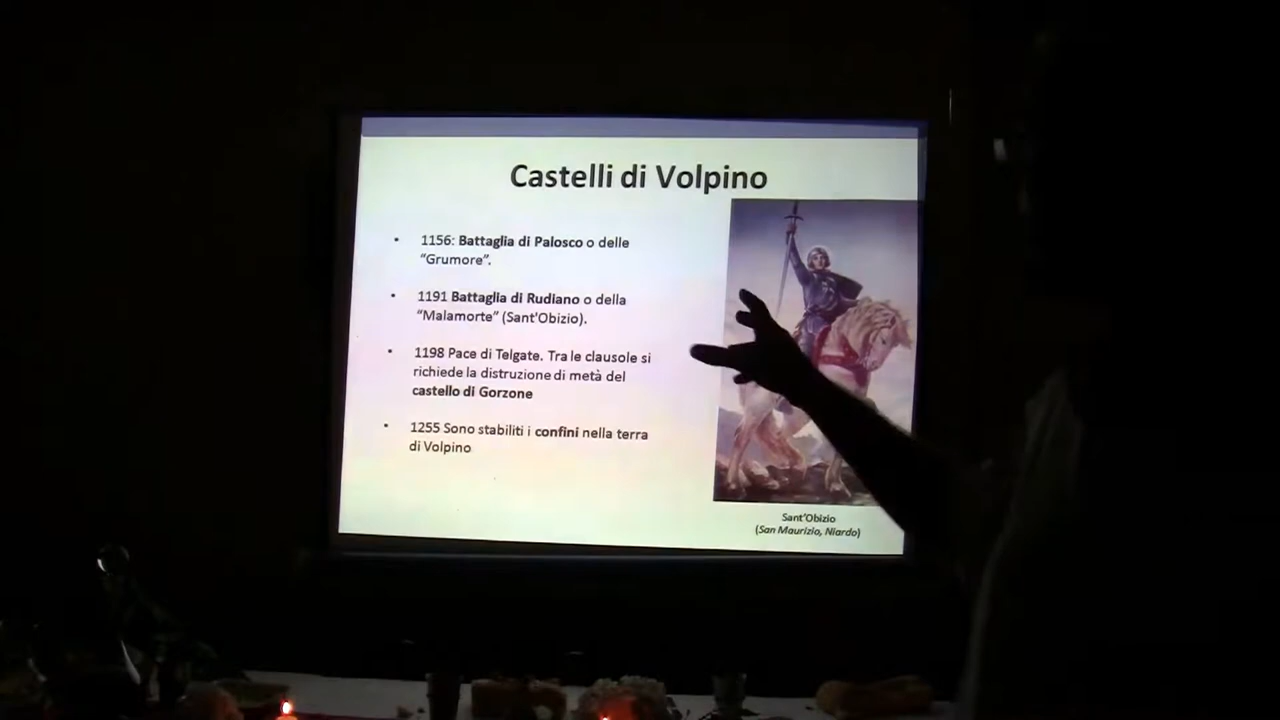 Castelli di Volpino
• 1156: Battaglia di Palosco o delle
“Grumore”.
• 1191 Battaglia di Rudiano o della
“Malamorte” (Sant'Obizio).
• 1198 Pace di Telgate. Tra le clausole si
richiede la distruzione di metà del
castello di Gorzone
• 1255 Sono stabiliti i confini nella terra
di Volpino
Sant’Obizio
(San Maurizio, Niardo)